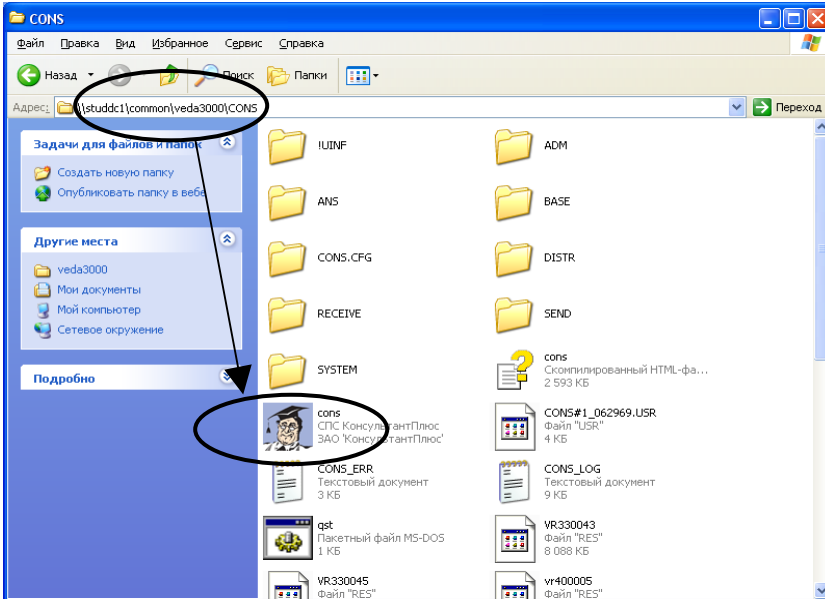 CONS
Файл Правка Вид Избранное Сервис Справка
Назад Поиск Папки
Адрес: \\studdc1\common\veda3000\CONS Переход
Задачи для файлов и папок
Создать новую папку
Опубликовать папку в вебе
Другие места
veda3000
Мои документы
Мой компьютер
Сетевое окружение
Подробно
!UINF
ADM
ANS
BASE
CONS.CFG
DISTR
RECEIVE
SEND
SYSTEM
cons
Скомпилированный HTML-фа...
2 593 КБ
cons
СПС КонсультантПлюс
ЗАО 'КонсультантПлюс'
CONS#1_062969.USR
Файл "USR"
4 КБ
CONS_ERR
Текстовый документ
3 КБ
CONS_LOG
Текстовый документ
9 КБ
qst
Пакетный файл MS-DOS
1 КБ
VR330043
Файл "RES"
8 088 КБ
VR330045
Файл "RES"
vr400005
Файл "RES"